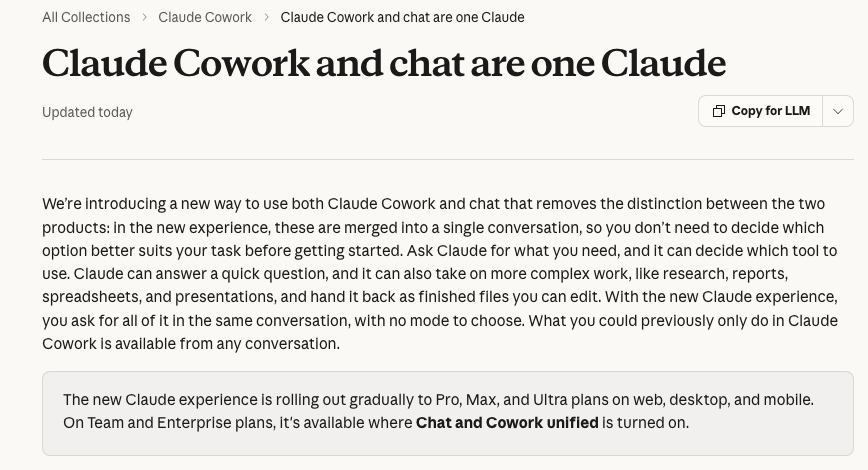 All Collections > Claude Cowork > Claude Cowork and chat are one Claude
Claude Cowork and chat are one Claude
Updated today
Copy for LLM
We’re introducing a new way to use both Claude Cowork and chat that removes the distinction between the two
products: in the new experience, these are merged into a single conversation, so you don’t need to decide which
option better suits your task before getting started. Ask Claude for what you need, and it can decide which tool to
use. Claude can answer a quick question, and it can also take on more complex work, like research, reports,
spreadsheets, and presentations, and hand it back as finished files you can edit. With the new Claude experience,
you ask for all of it in the same conversation, with no mode to choose. What you could previously only do in Claude
Cowork is available from any conversation.
The new Claude experience is rolling out gradually to Pro, Max, and Ultra plans on web, desktop, and mobile.
On Team and Enterprise plans, it’s available where Chat and Cowork unified is turned on.